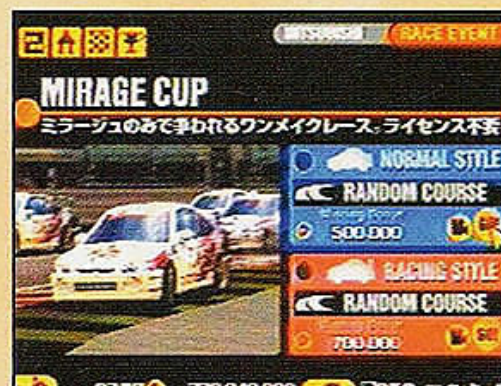 MITSUBISHI
RACE EVENT
MIRAGE CUP
ミラージュのみで争われるワンメイクレース。ライセンス不要
NORMAL STYLE
RANDOM COURSE
500.000
RACING STYLE
RANDOM COURSE
700.000